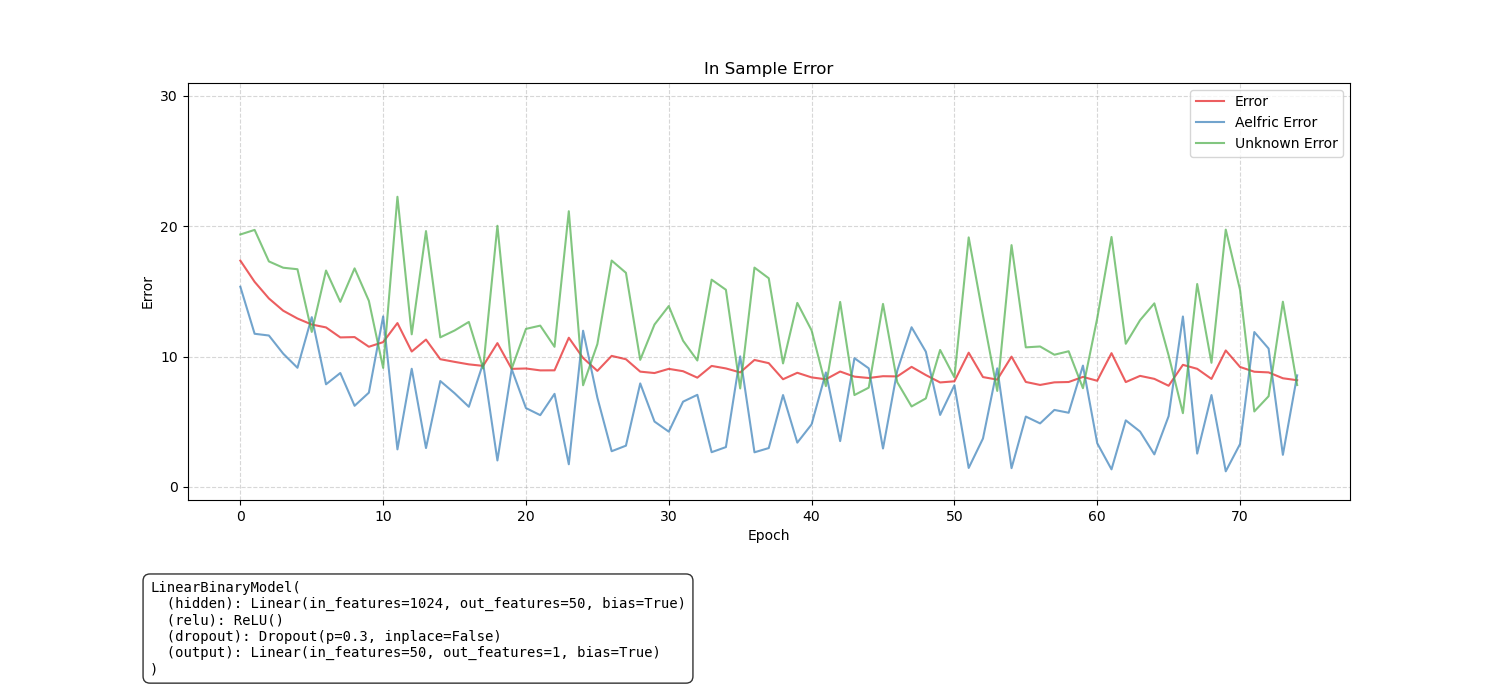 In Sample Error
Error
Aelfric Error
Unknown Error
30
20
10
0
Error
0 10 20 30 40 50 60 70
Epoch
LinearBinaryModel(
  (hidden): Linear(in_features=1024, out_features=50, bias=True)
  (relu): ReLU()
  (dropout): Dropout(p=0.3, inplace=False)
  (output): Linear(in_features=50, out_features=1, bias=True)
)